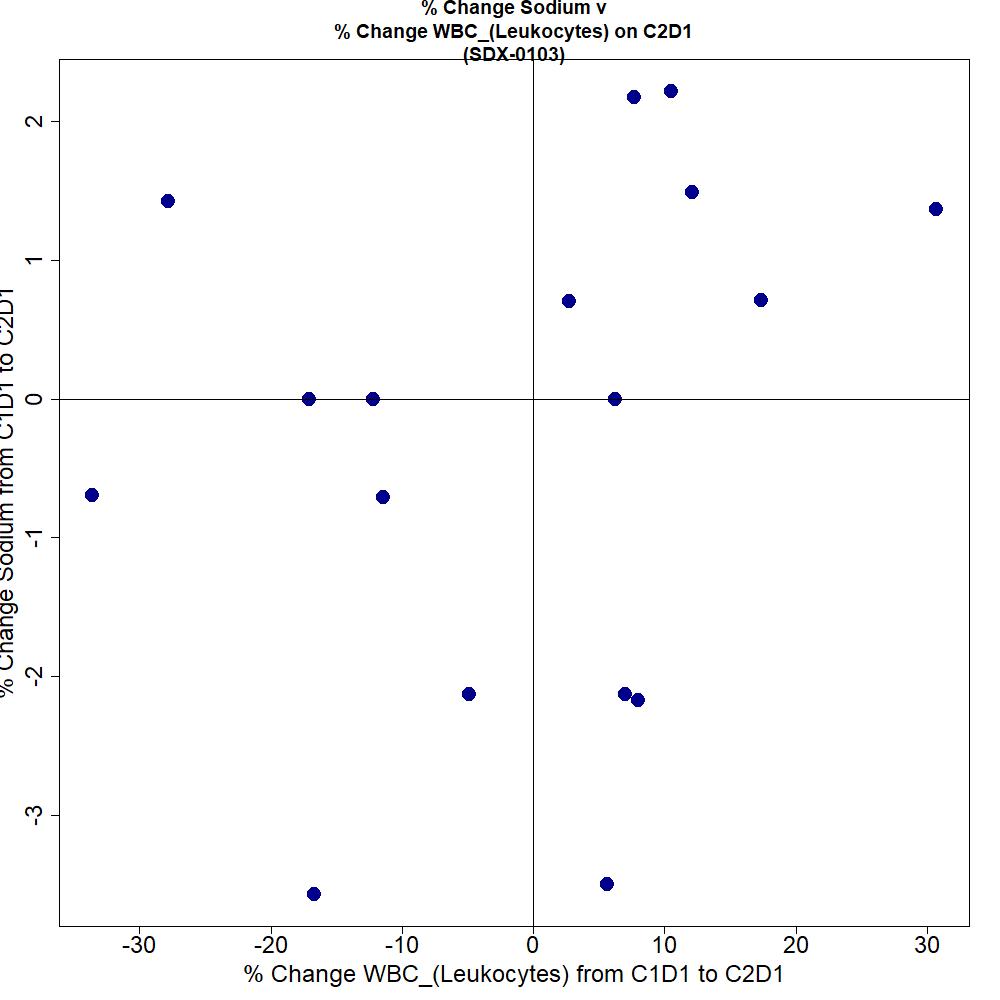 % Change Sodium v
% Change WBC_(Leukocytes) on C2D1
(SDX-0103)
% Change Sodium from C1D1 to C2D1
2
1
0
-1
-2
-3
-30
-20
-10
0
10
20
30
% Change WBC_(Leukocytes) from C1D1 to C2D1